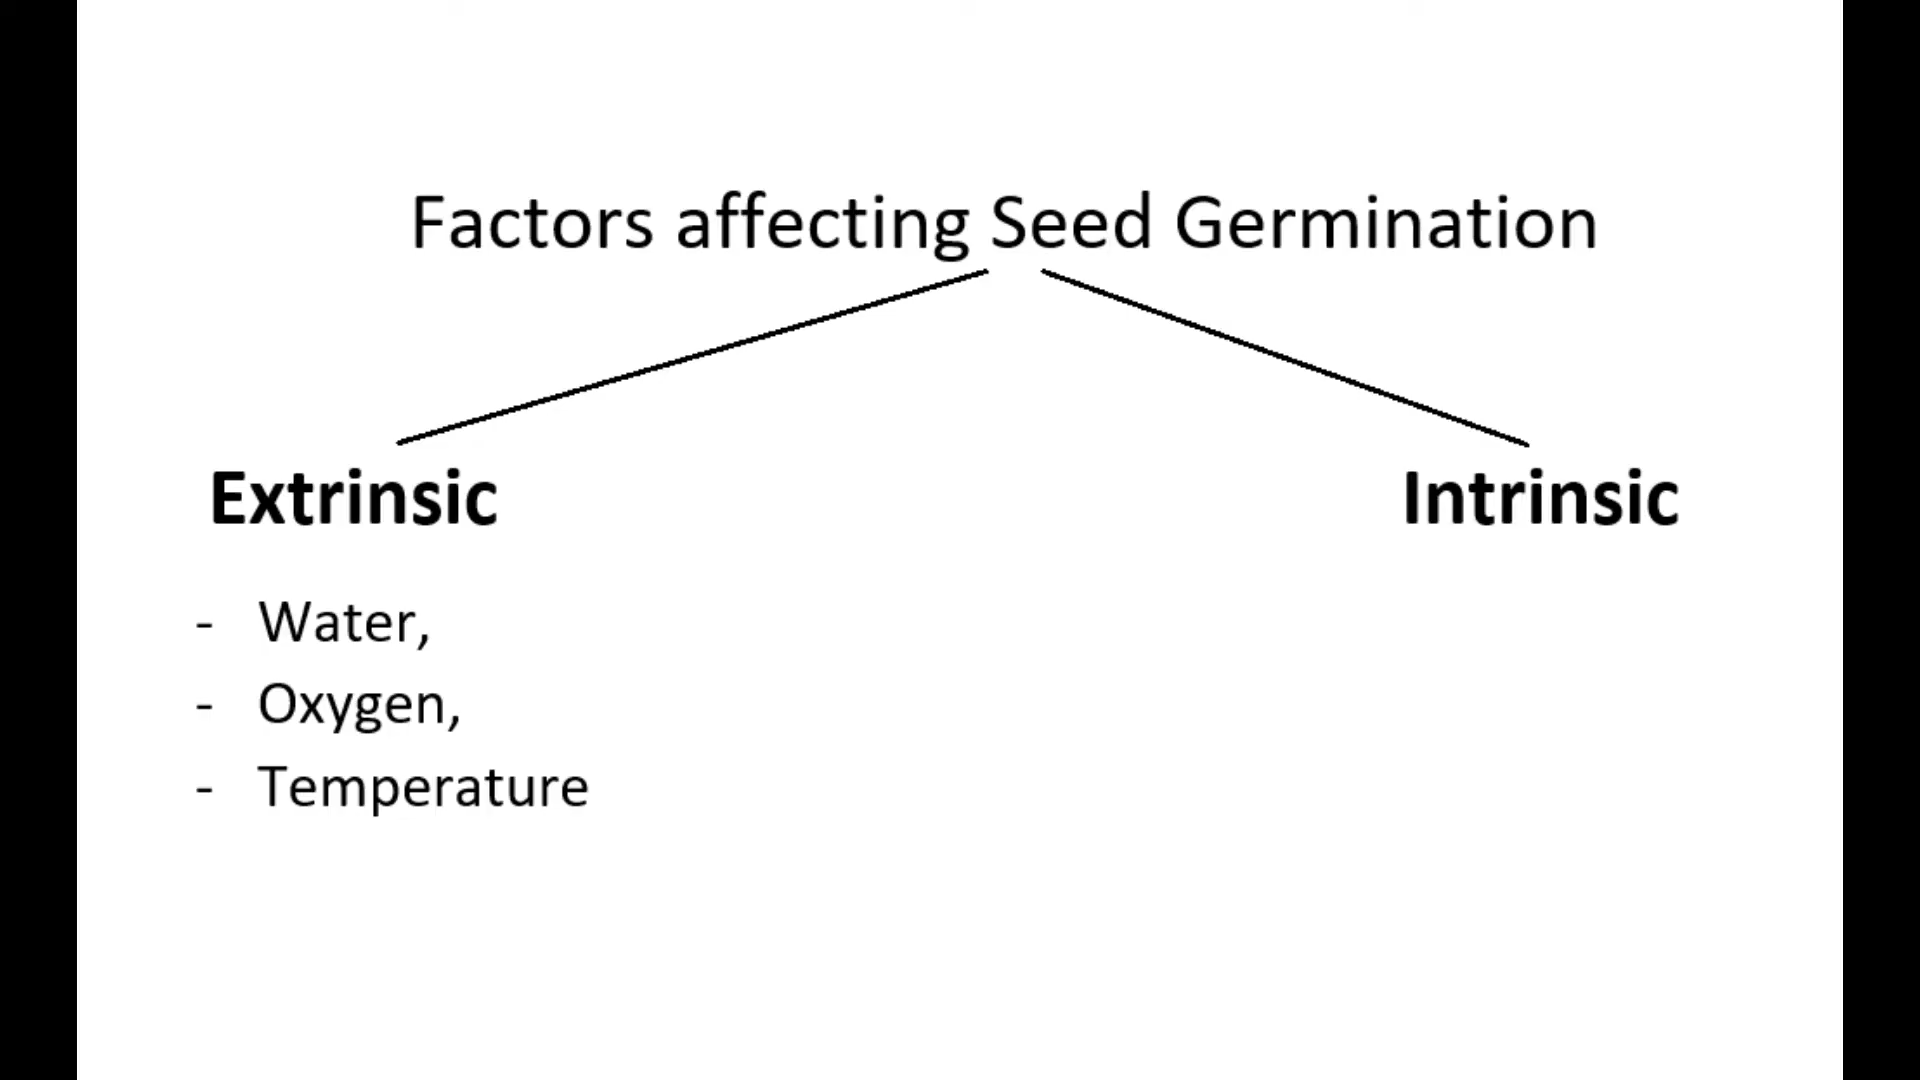 Factors affecting Seed Germination
Extrinsic
Intrinsic
- Water,
- Oxygen,
- Temperature